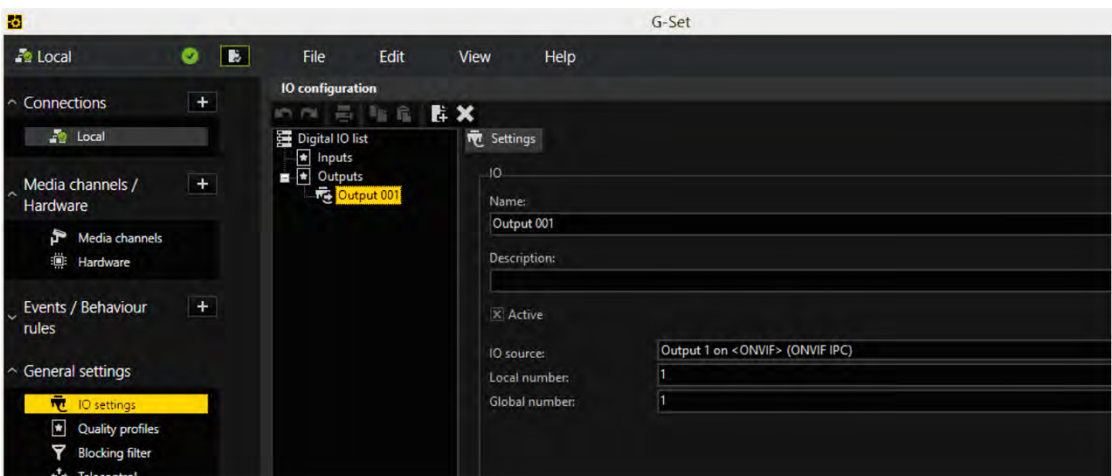 G-Set
Local
File Edit View Help
IO configuration
Connections
Local
Media channels /
Hardware
Media channels
Hardware
Events / Behaviour
rules
General settings
IO settings
Quality profiles
Blocking filter
Telecontrol
Digital IO list
Inputs
Outputs
Output 001
Settings
IO
Name:
Output 001
Description:
Active
IO source: Output 1 on <ONVIF> (ONVIF IPC)
Local number: 1
Global number: 1